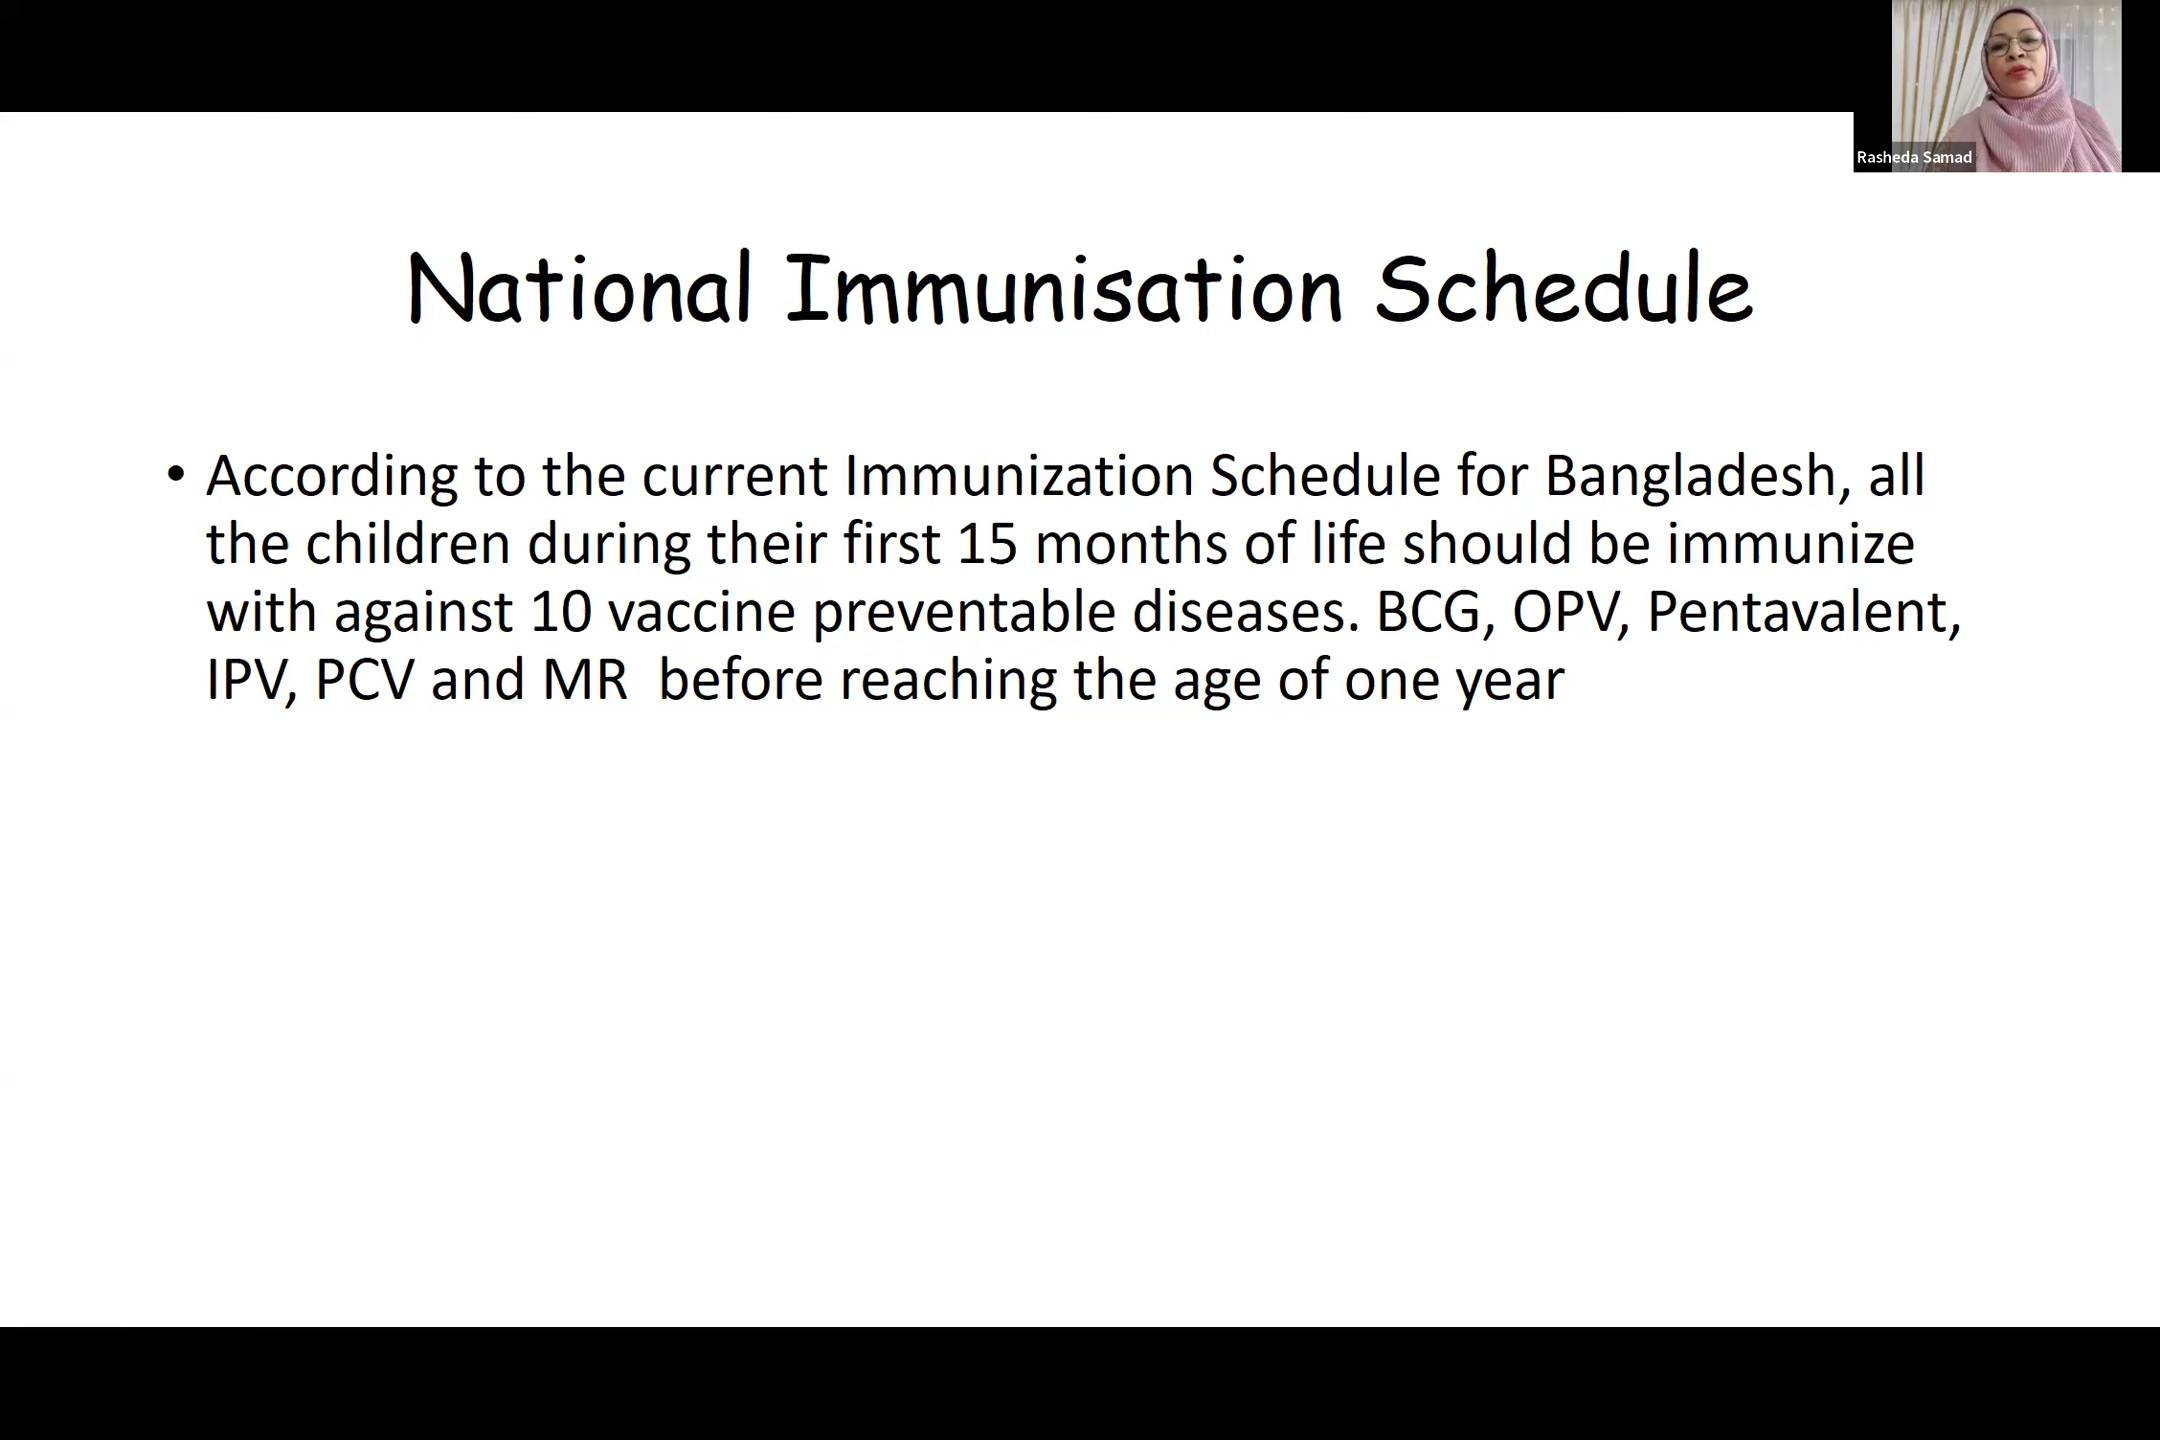 Rasheda Samad
National Immunisation Schedule
• According to the current Immunization Schedule for Bangladesh, all
the children during their first 15 months of life should be immunize
with against 10 vaccine preventable diseases. BCG, OPV, Pentavalent,
IPV, PCV and MR  before reaching the age of one year